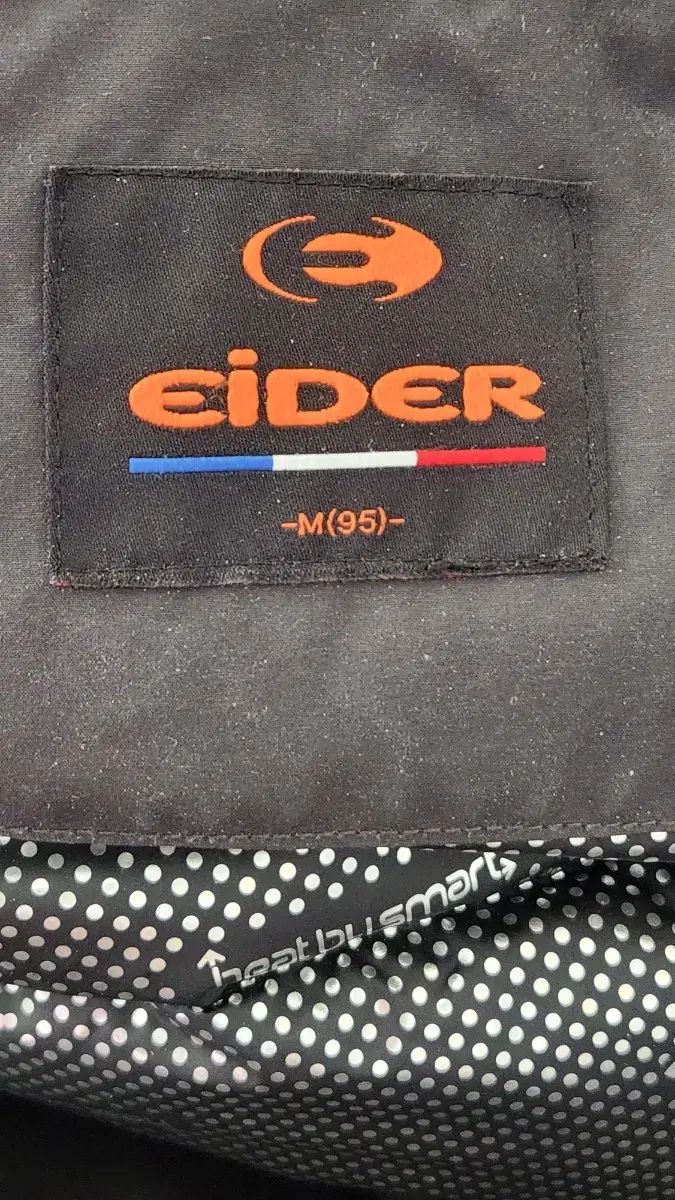 EiDER
-M(95)-
heat by smart